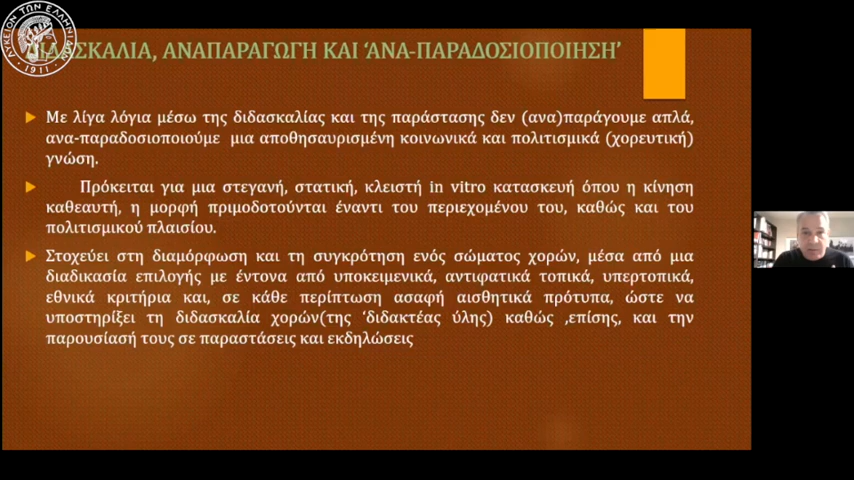 ΛΥΚΕΙΟΝ ΤΩΝ ΕΛΛΗΝΙΔΩΝ
1911
ΔΙΔΑΣΚΑΛΙΑ, ΑΝΑΠΑΡΑΓΩΓΗ ΚΑΙ ‘ΑΝΑ-ΠΑΡΑΔΟΣΙΟΠΟΙΗΣΗ’
Με λίγα λόγια μέσω της διδασκαλίας και της παράστασης δεν (ανα)παράγουμε απλά,
ανα-παραδοσιοποιούμε μια αποθησαυρισμένη κοινωνικά και πολιτισμικά (χορευτική)
γνώση.
Πρόκειται για μια στεγανή, στατική, κλειστή in vitro κατασκευή όπου η κίνηση
καθεαυτή, η μορφή πριμοδοτούνται έναντι του περιεχομένου του, καθώς και του
πολιτισμικού πλαισίου.
Στοχεύει στη διαμόρφωση και τη συγκρότηση ενός σώματος χορών, μέσα από μια
διαδικασία επιλογής με έντονα από υποκειμενικά, αντιφατικά τοπικά, υπερτοπικά,
εθνικά κριτήρια και, σε κάθε περίπτωση ασαφή αισθητικά πρότυπα, ώστε να
υποστηρίξει τη διδασκαλία χορών(της ‘διδακτέας ύλης) καθώς ,επίσης, και την
παρουσίασή τους σε παραστάσεις και εκδηλώσεις